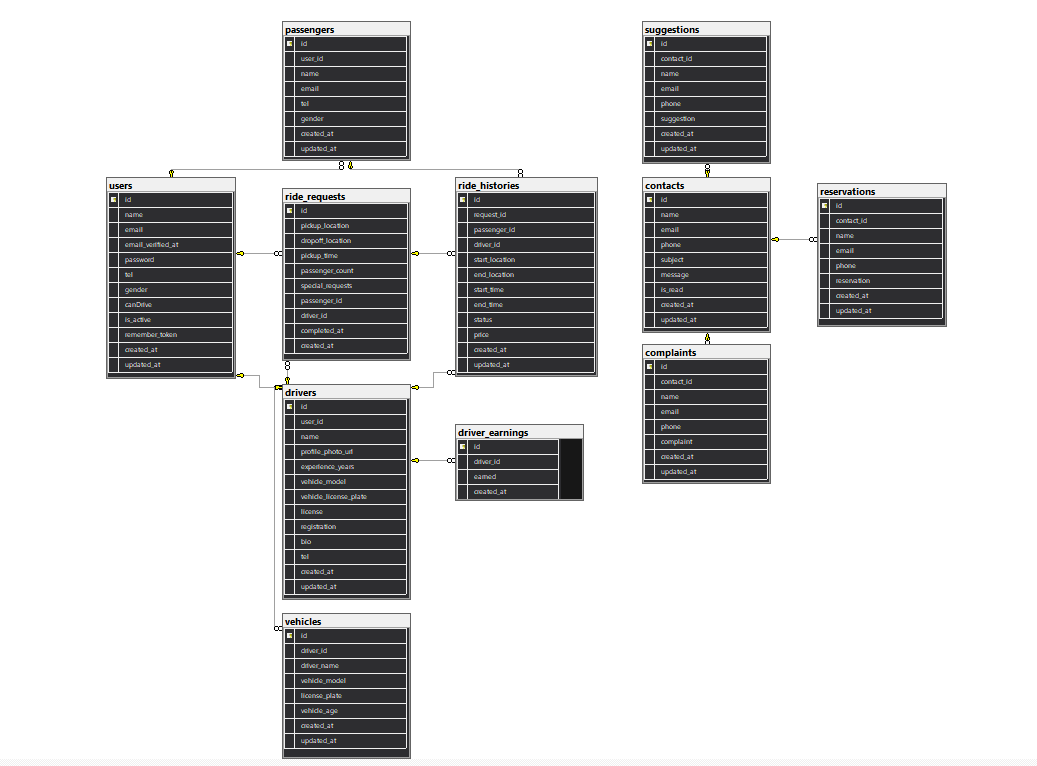 passengers
id
user_id
name
email
tel
gender
created_at
updated_at
suggestions
id
contact_id
name
email
phone
suggestion
created_at
updated_at
users
id
name
email
email_verified_at
password
tel
gender
canDrive
is_active
remember_token
created_at
updated_at
ride_requests
id
pickup_location
dropoff_location
pickup_time
passenger_count
special_requests
passenger_id
driver_id
completed_at
created_at
ride_histories
id
request_id
passenger_id
driver_id
start_location
end_location
start_time
end_time
status
price
created_at
updated_at
contacts
id
name
email
phone
subject
message
is_read
created_at
updated_at
reservations
id
contact_id
name
email
phone
reservation
created_at
updated_at
complaints
id
contact_id
name
email
phone
complaint
created_at
updated_at
drivers
id
user_id
name
profile_photo_url
experience_years
vehicle_model
vehicle_license_plate
license
registration
bio
tel
created_at
updated_at
driver_earnings
id
driver_id
earned
created_at
vehicles
id
driver_id
driver_name
vehicle_model
license_plate
vehicle_age
created_at
updated_at